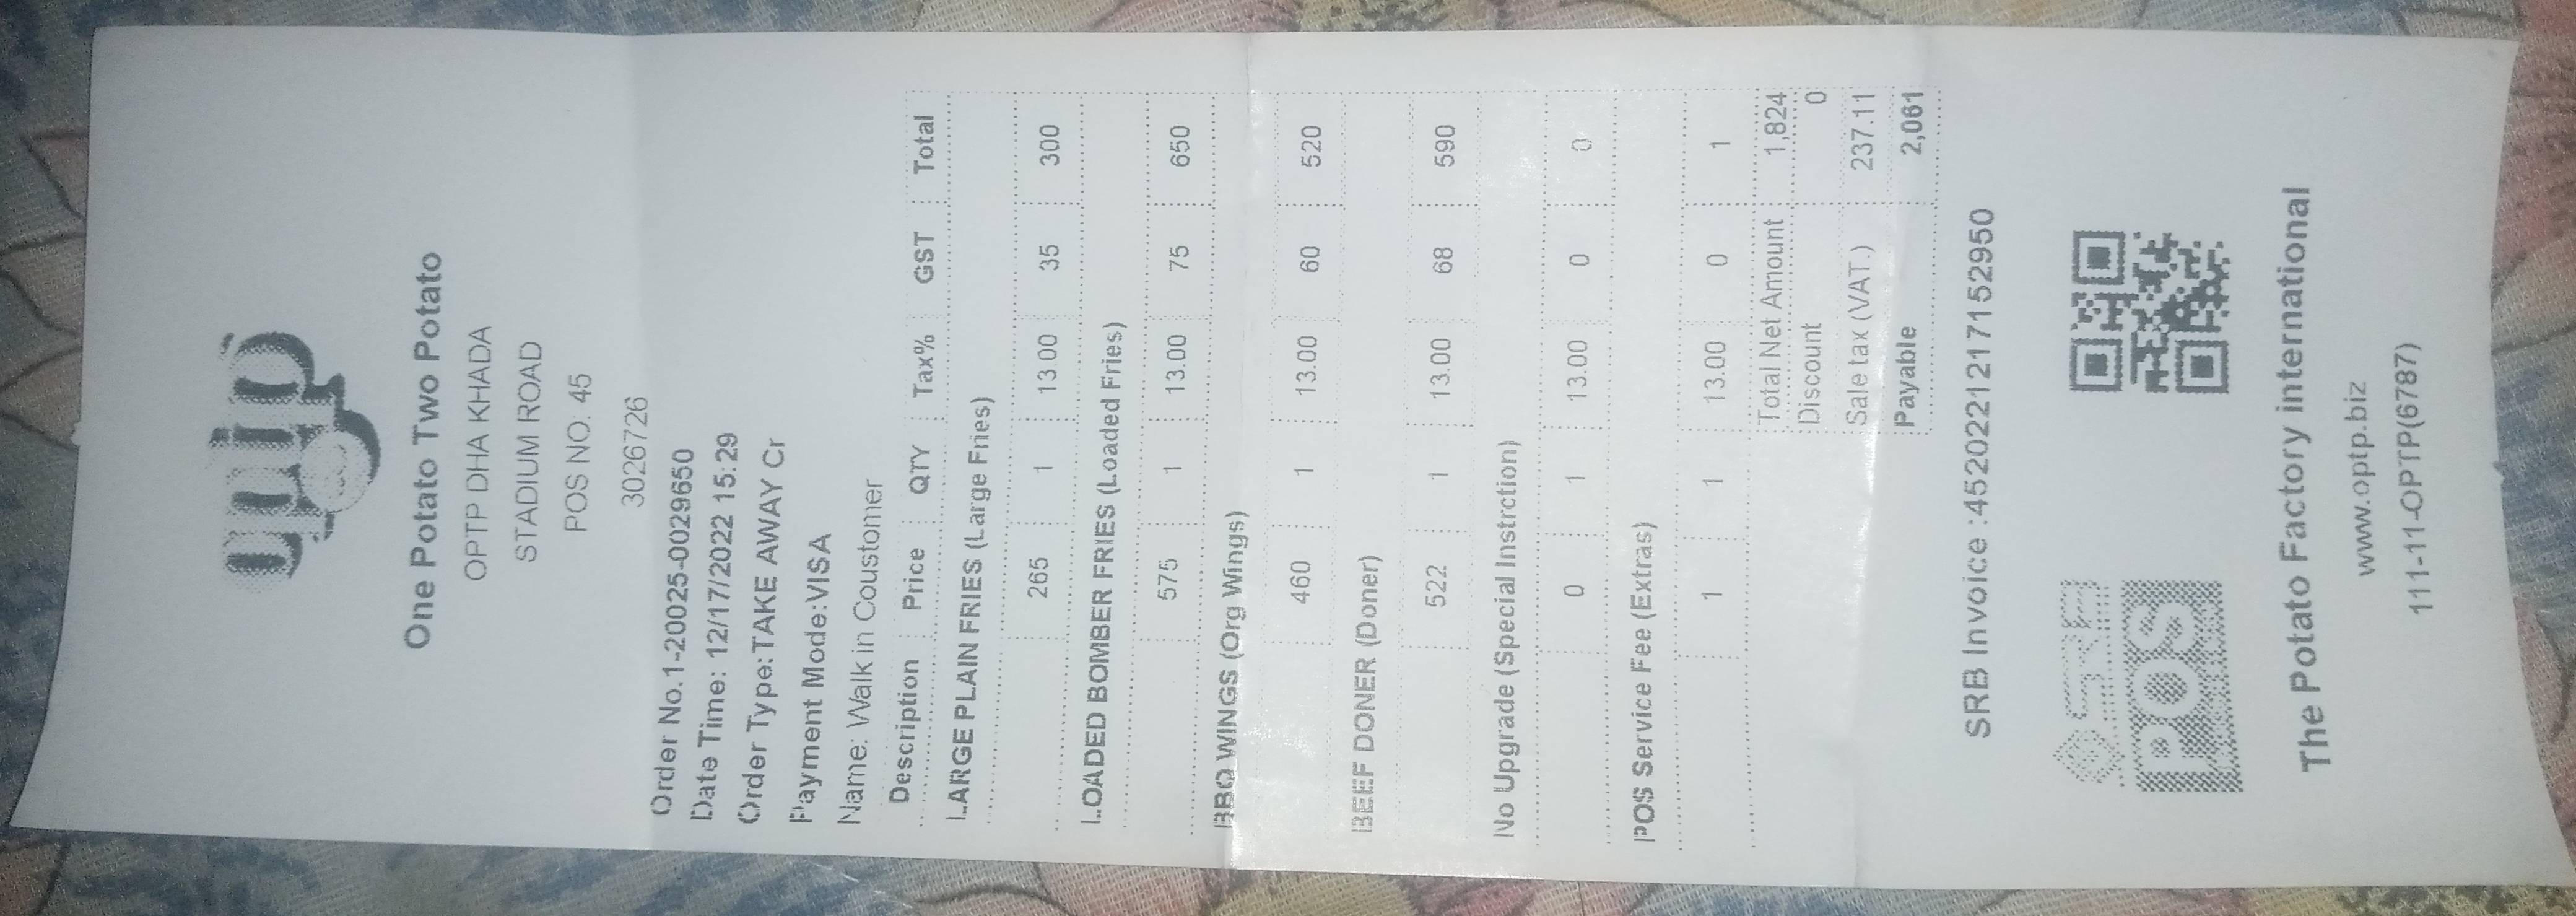 optp
One Potato Two Potato
OPTP DHA KHADA
STADIUM ROAD
POS NO. 45
3026726
Order No.1-20025-0029650
Date Time: 12/17/2022 15:29
Order Type:TAKE AWAY Cr
Payment Mode:VISA
Name: Walk in Coustomer
Description Price QTY Tax% GST Total
LARGE PLAIN FRIES (Large Fries)
265 1 13.00 35 300
LOADED BOMBER FRIES (Loaded Fries)
575 1 13.00 75 650
BBQ WINGS (Org Wings)
460 1 13.00 60 520
BEEF DONER (Doner)
522 1 13.00 68 590
No Upgrade (Special Instrction)
0 1 13.00 0 0
POS Service Fee (Extras)
1 1 13.00 0 1
Total Net Amount 1,824
Discount 0
Sale tax (VAT.) 237.11
Payable 2,061
SRB Invoice :4520221217152950
SRB
POS
The Potato Factory international
www.optp.biz
111-11-OPTP(6787)